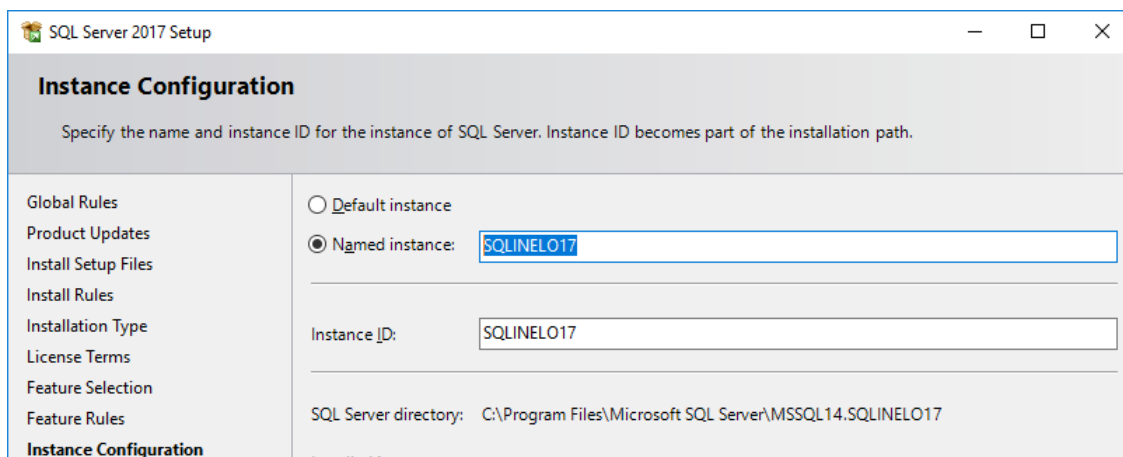 SQL Server 2017 Setup
Instance Configuration
Specify the name and instance ID for the instance of SQL Server. Instance ID becomes part of the installation path.
Global Rules
Product Updates
Install Setup Files
Install Rules
Installation Type
License Terms
Feature Selection
Feature Rules
Instance Configuration
Default instance
Named instance: SQLINELO17
Instance ID: SQLINELO17
SQL Server directory: C:\Program Files\Microsoft SQL Server\MSSQL14.SQLINELO17